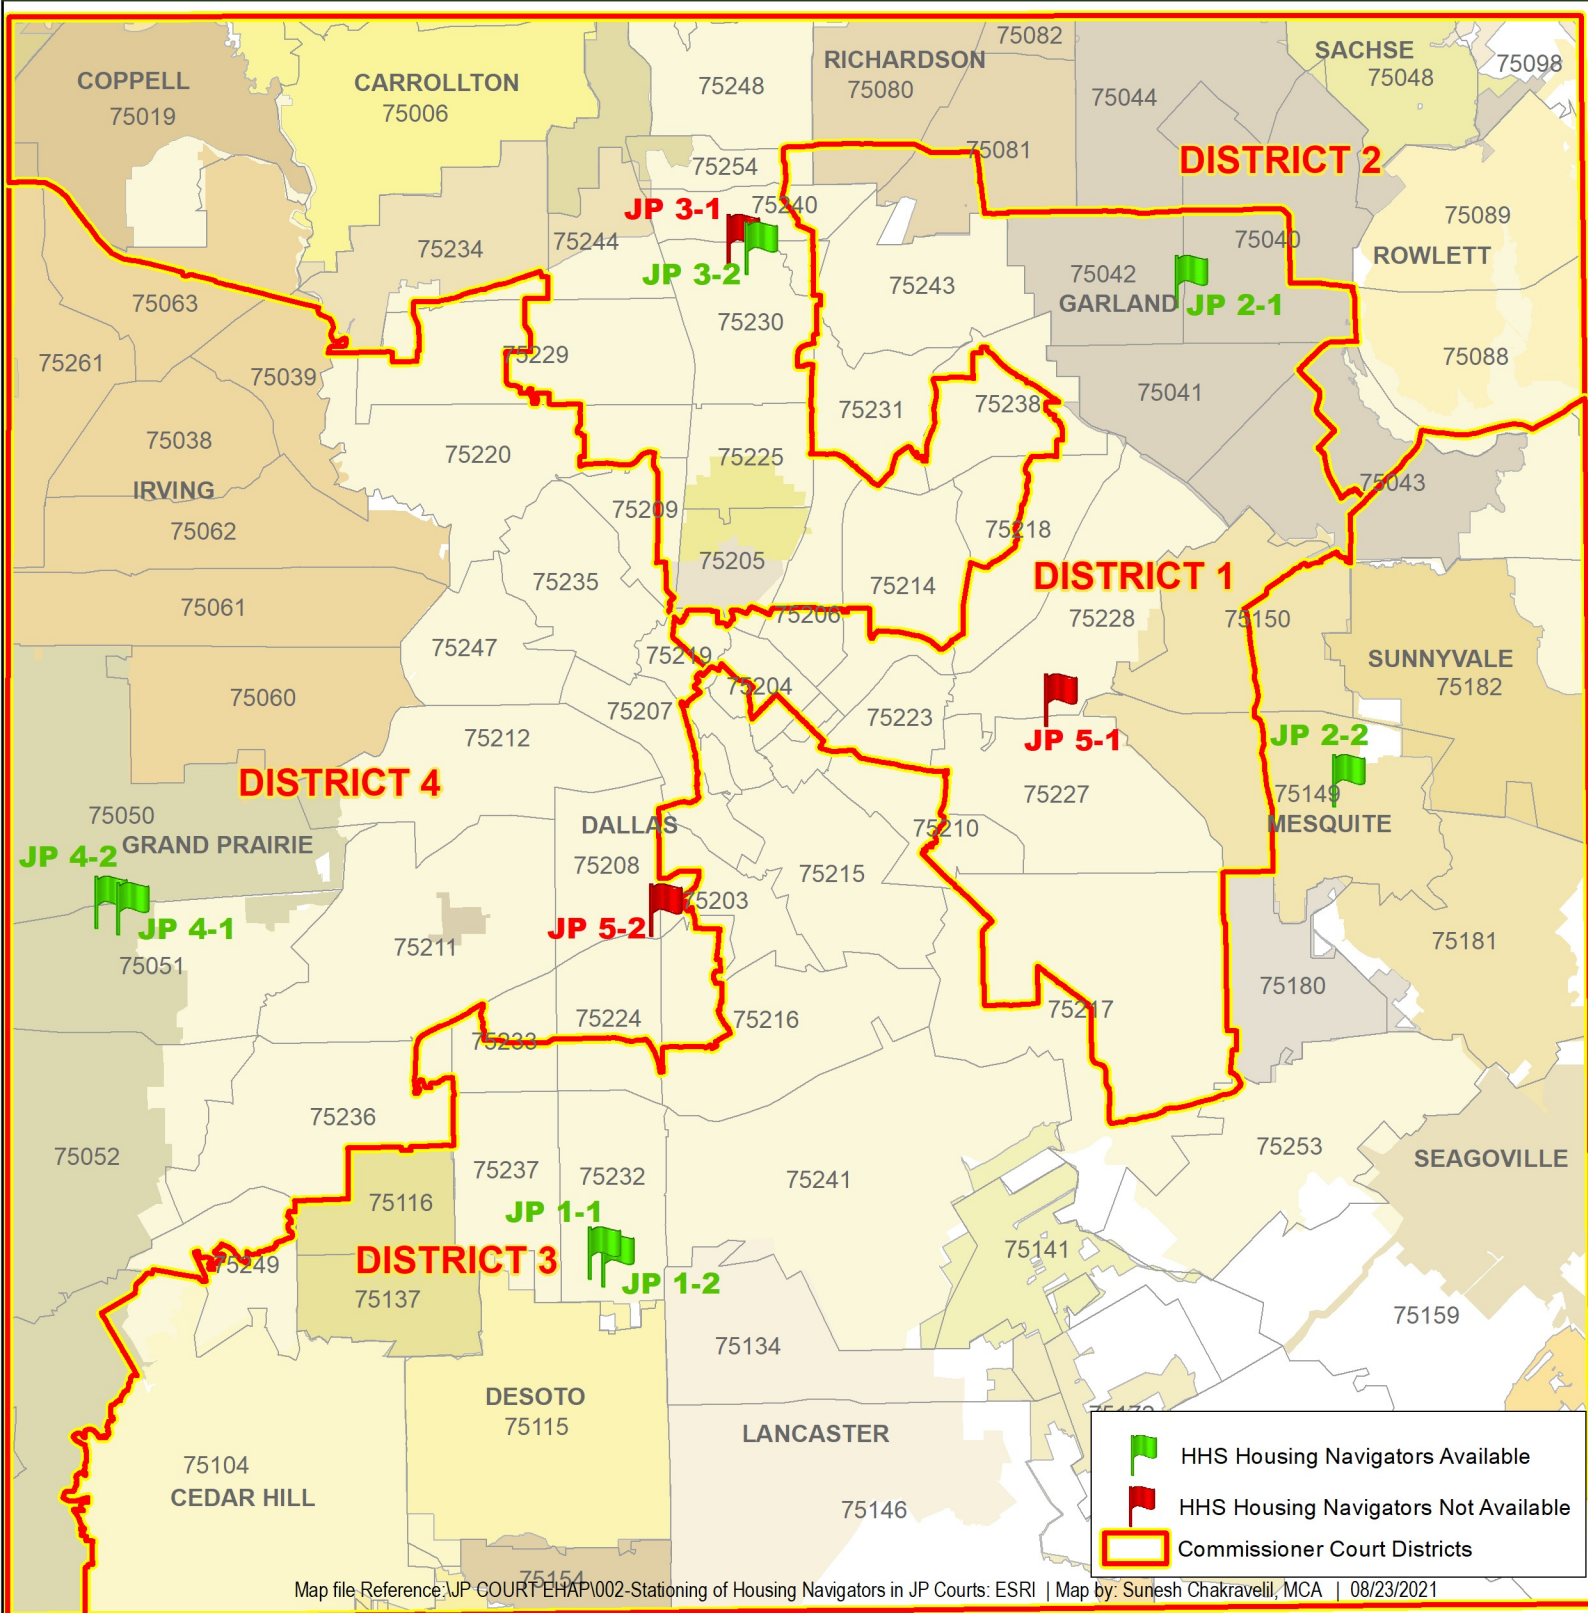 75082
SACHSE
75098
COPPELL
75019
CARROLLTON
75006
75248
RICHARDSON
75080
75044
75048
75081
DISTRICT 2
75254
JP 3-1
75240
75089
ROWLETT
75234
75244
JP 3-2
75040
75042
GARLAND
JP 2-1
75243
75063
75230
75261
75039
75229
75088
75041
75231
75238
75038
75220
75225
IRVING
75043
75062
75209
75218
75205
75235
75214
DISTRICT 1
75061
75206
75228
75150
75247
75219
SUNNYVALE
75182
75060
75204
75207
75223
75212
JP 5-1
JP 2-2
DISTRICT 4
75227
75149
MESQUITE
75050
GRAND PRAIRIE
DALLAS
75210
JP 4-2
75208
75215
75203
JP 4-1
JP 5-2
75211
75181
75051
75180
75224
75216
75217
75233
75236
75253
75052
75237
75232
75241
SEAGOVILLE
75116
JP 1-1
75141
75249
DISTRICT 3
JP 1-2
75137
75159
75134
DESOTO
75115
LANCASTER
75104
CEDAR HILL
75146
75154
HHS Housing Navigators Available
HHS Housing Navigators Not Available
Commissioner Court Districts
Map file Reference:\JP COURT EHAP\002-Stationing of Housing Navigators in JP Courts: ESRI | Map by: Sunesh Chakravelil, MCA | 08/23/2021